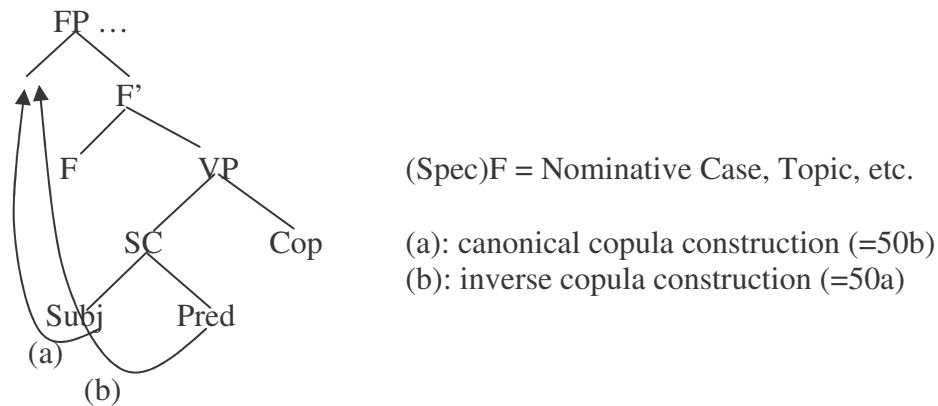 FP …
F’
F VP
(Spec)F = Nominative Case, Topic, etc.
SC Cop
(a): canonical copula construction (=50b)
(b): inverse copula construction (=50a)
Subj Pred
(a)
(b)